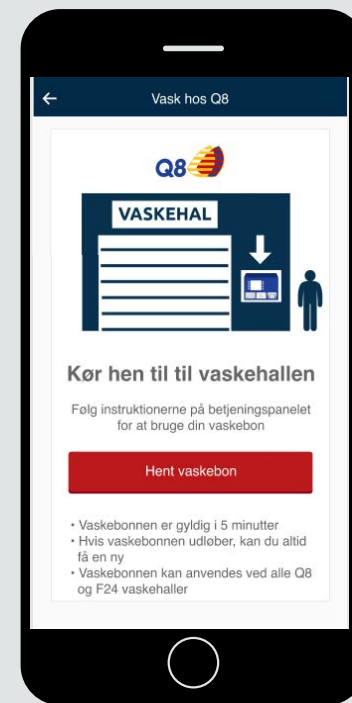 Vask hos Q8
Q8
VASKEHAL
Kør hen til til vaskehallen
Følg instruktionerne på betjeningspanelet
for at bruge din vaskebon
Hent vaskebon
• Vaskebonnen er gyldig i 5 minutter
• Hvis vaskebonnen udløber, kan du altid
få en ny
• Vaskebonnen kan anvendes ved alle Q8
og F24 vaskehaller